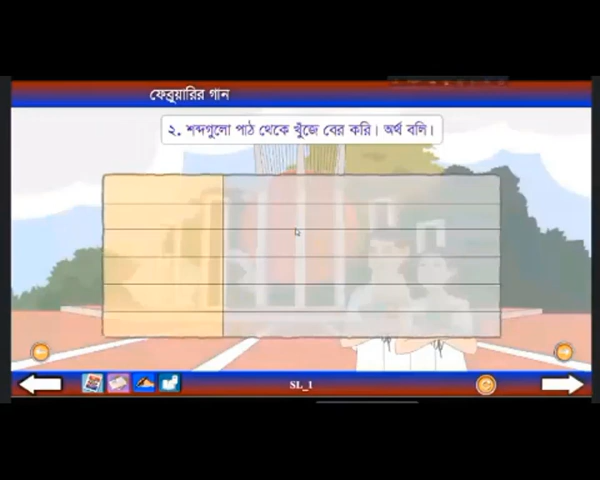 ফেব্রুয়ারির গান
২. শব্দগুলো পাঠ থেকে খুঁজে বের করি। অর্থ বলি।
SL_1